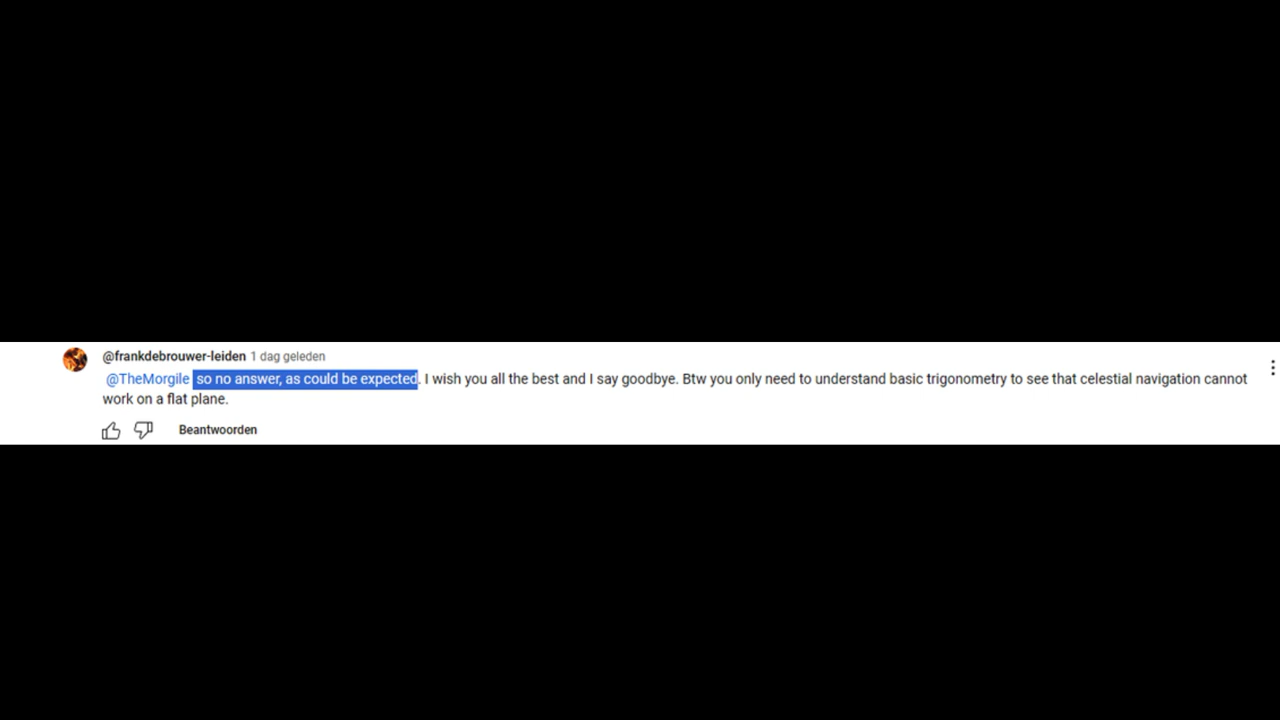 @frankdebrouwer-leiden 1 dag geleden
@TheMorgile so no answer, as could be expected. I wish you all the best and I say goodbye. Btw you only need to understand basic trigonometry to see that celestial navigation cannot
work on a flat plane.
Beantwoorden